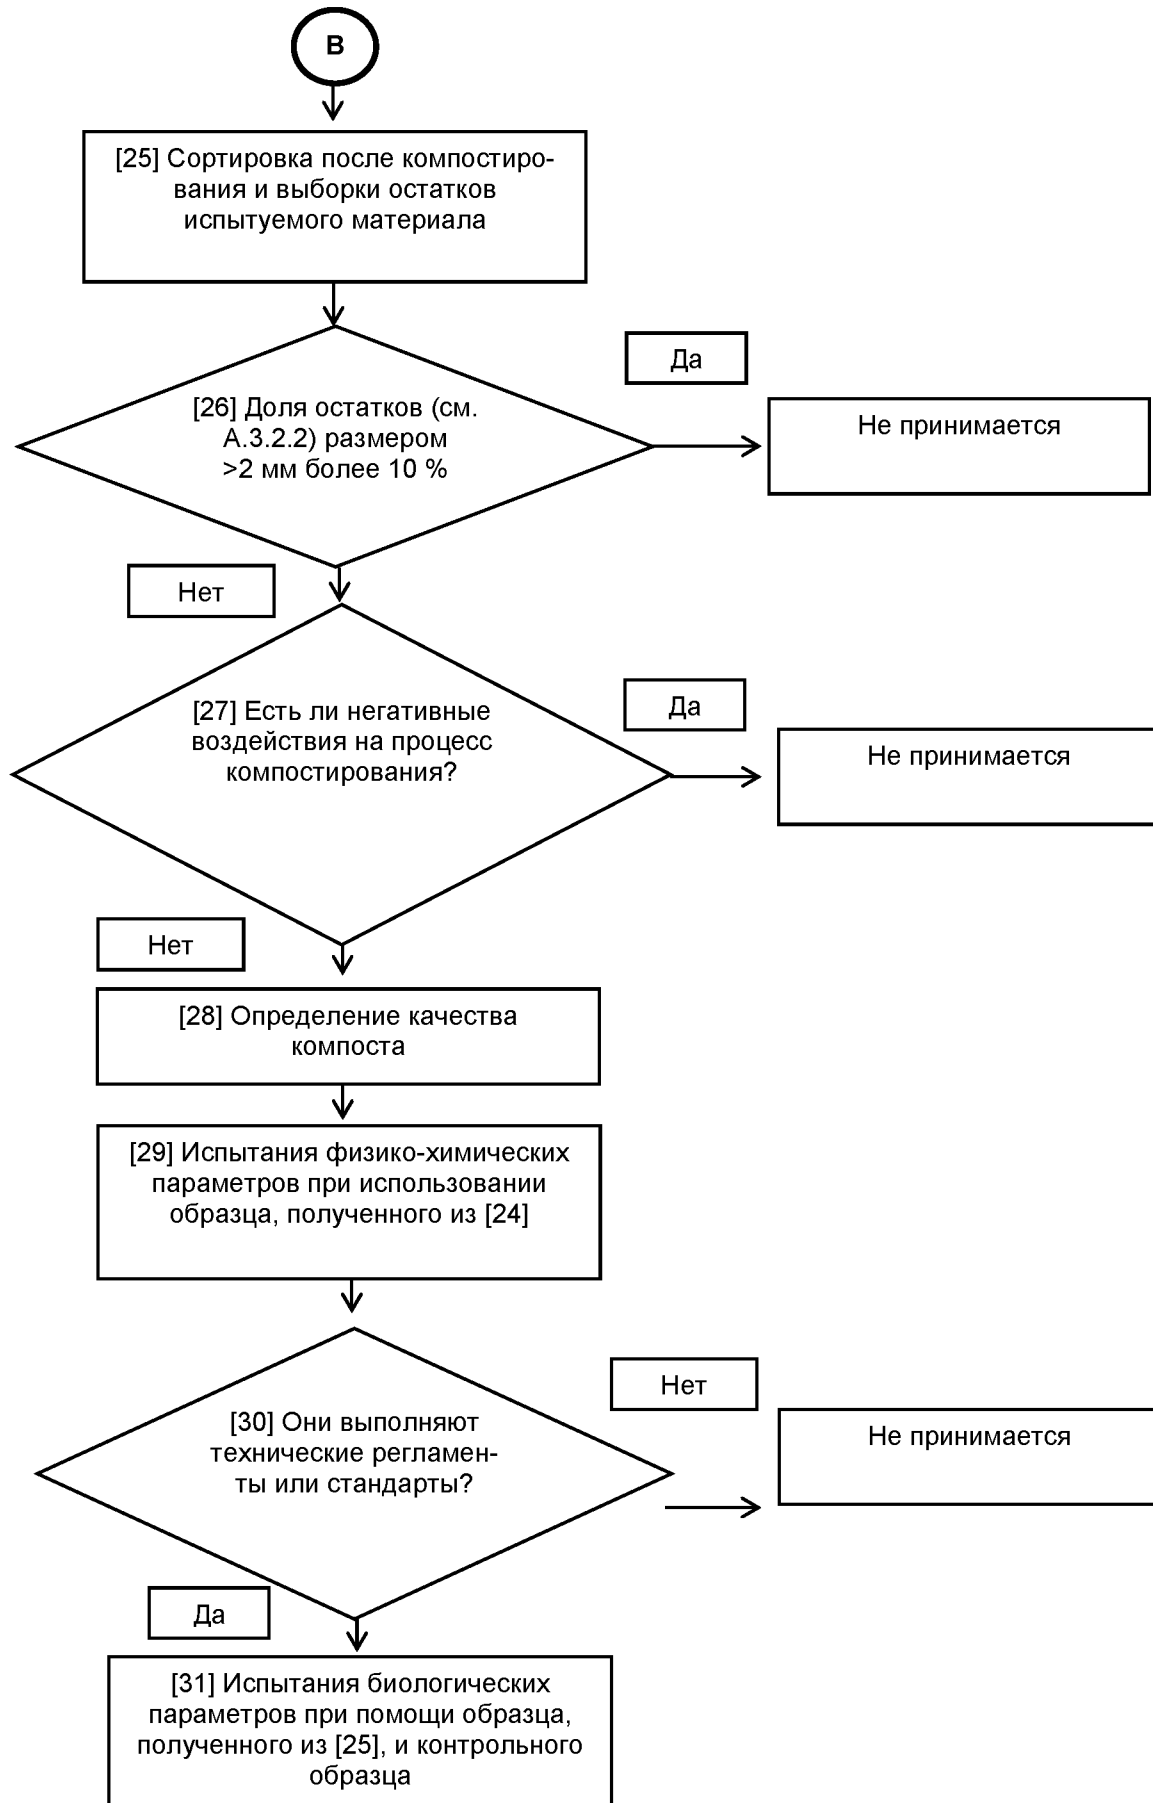 B
[25] Сортировка после компостиро-
вания и выборки остатков
испытуемого материала
Да
[26] Доля остатков (см.
А.3.2.2) размером
>2 мм более 10 %
Не принимается
Нет
[27] Есть ли негативные
воздействия на процесс
компостирования?
Да
Не принимается
Нет
[28] Определение качества
компоста
[29] Испытания физико-химических
параметров при использовании
образца, полученного из [24]
Нет
[30] Они выполняют
технические регламен-
ты или стандарты?
Не принимается
Да
[31] Испытания биологических
параметров при помощи образца,
полученного из [25], и контрольного
образца